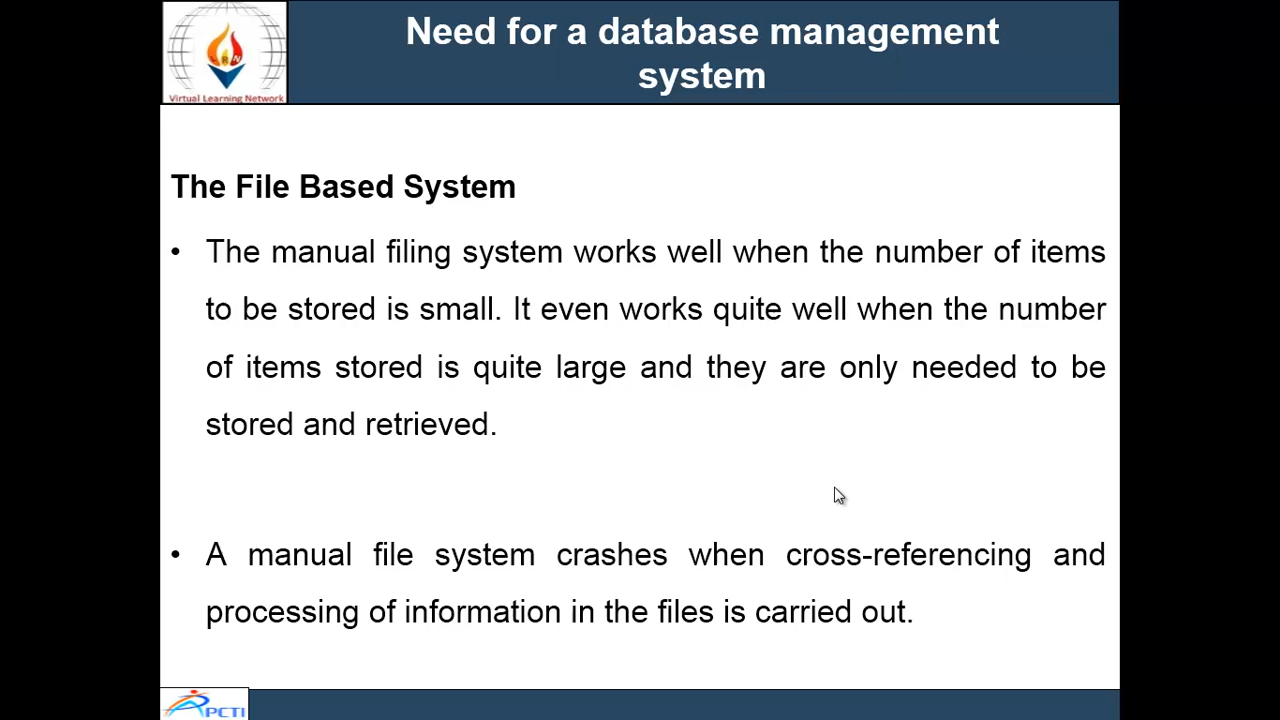 Need for a database management
system
Virtual Learning Network
The File Based System
• The manual filing system works well when the number of items
to be stored is small. It even works quite well when the number
of items stored is quite large and they are only needed to be
stored and retrieved.
• A manual file system crashes when cross-referencing and
processing of information in the files is carried out.
PCTI